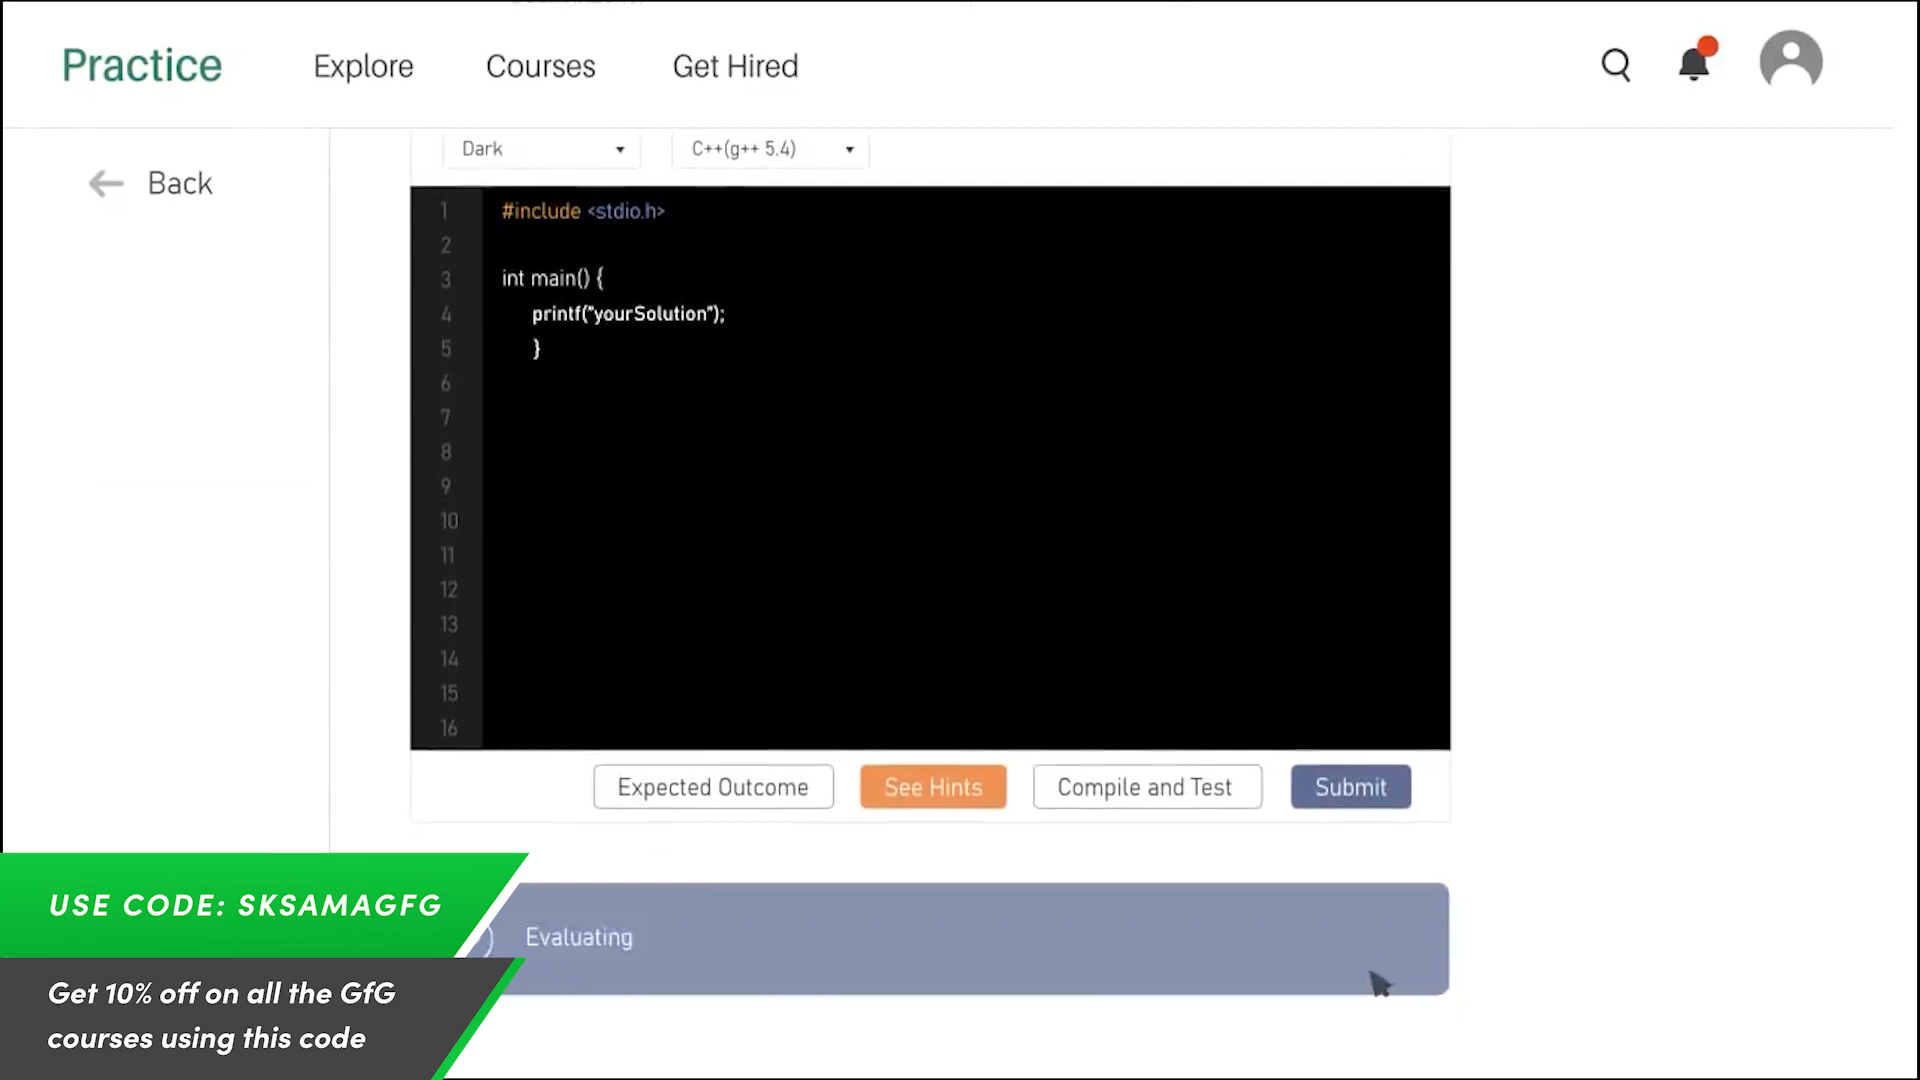 Practice Explore Courses Get Hired
Back
Dark C++(g++ 5.4)
1 #include <stdio.h>
2
3 int main() {
4 printf("yourSolution");
5 }
6
7
8
9
10
11
12
13
14
15
16
Expected Outcome See Hints Compile and Test Submit
Evaluating
USE CODE: SKSAMAGFG
Get 10% off on all the GfG
courses using this code